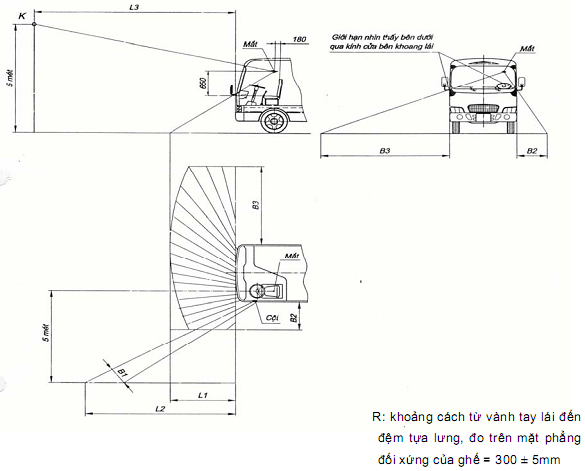 L3
K
Mắt
180
5 mét
650
Giới hạn nhìn thấy bên dưới
qua kính cửa bên khoang lái
Mắt
B3
B2
B3
Mắt
B2
Cột
5 mét
B1
L1
L2
R: khoảng cách từ vành tay lái đến
đệm tựa lưng, đo trên mặt phẳng
đối xứng của ghế = 300 ± 5mm